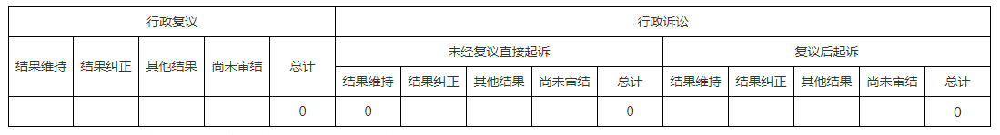 行政复议 行政诉讼
未经复议直接起诉 复议后起诉
结果维持 结果纠正 其他结果 尚未审结 总计
结果维持 结果纠正 其他结果 尚未审结 总计 结果维持 结果纠正 其他结果 尚未审结 总计
0 0 0 0